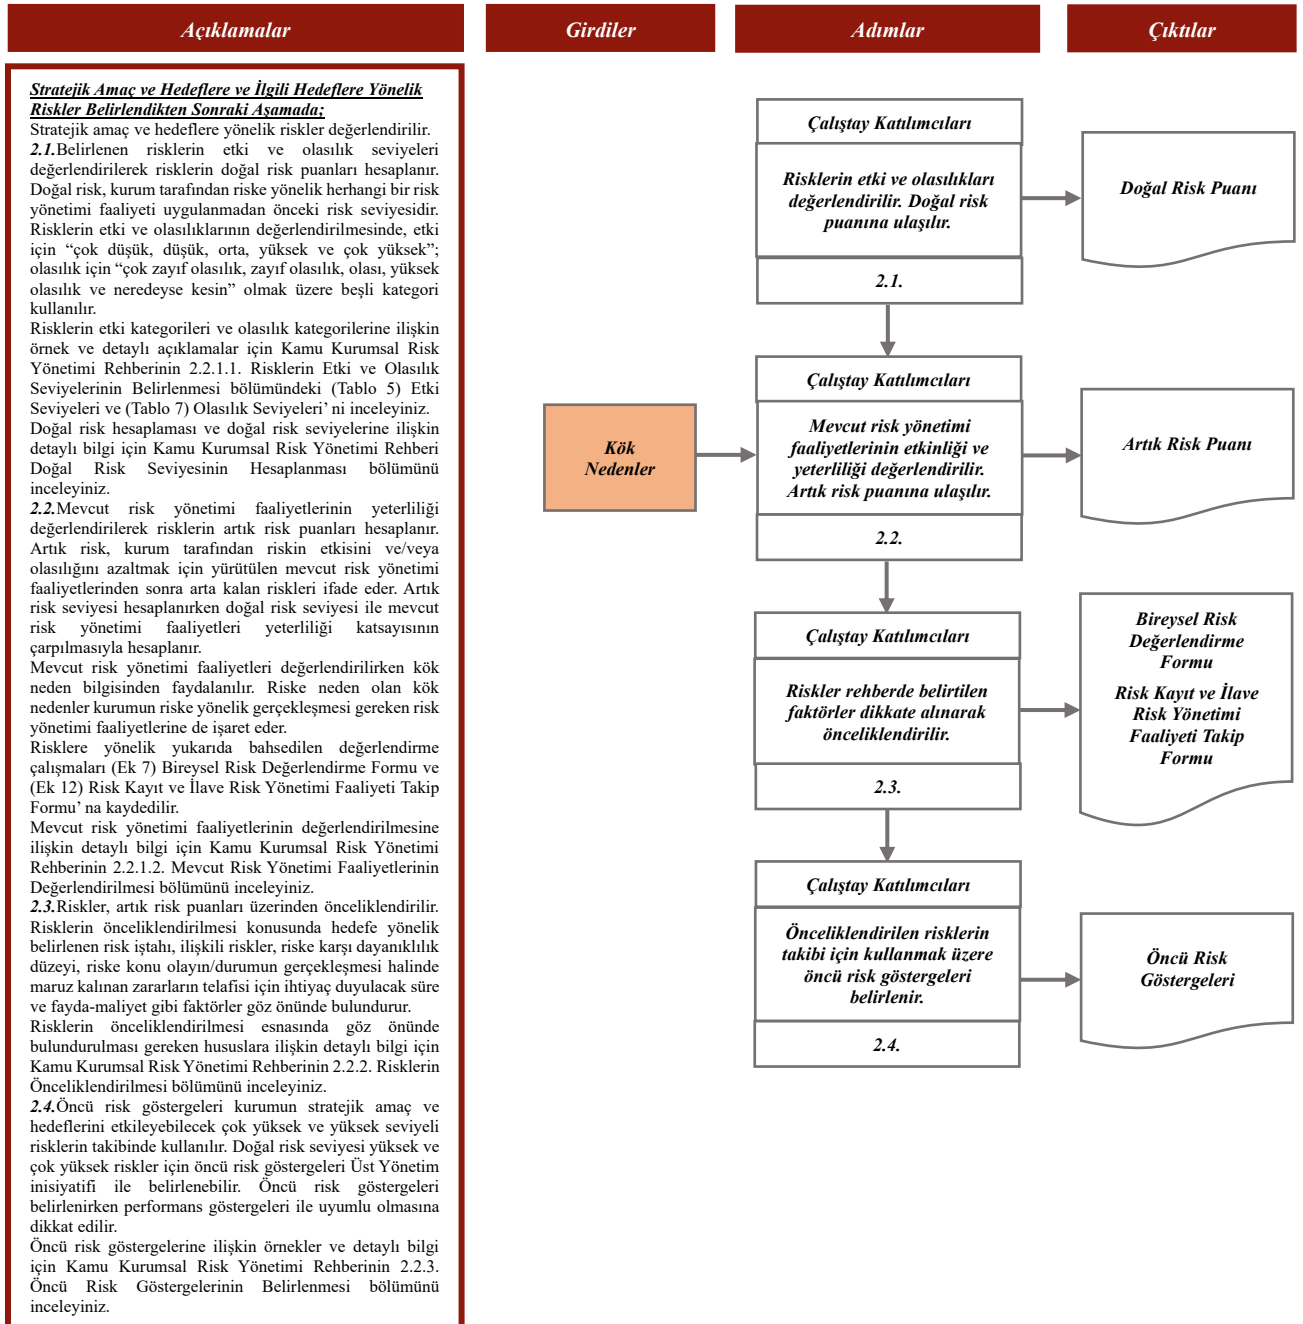 Açıklamalar
Girdiler
Adımlar
Çıktılar
Stratejik Amaç ve Hedeflere ve İlgili Hedeflere Yönelik
Riskler Belirlendikten Sonraki Aşamada;
Stratejik amaç ve hedeflere yönelik riskler değerlendirilir.
2.1.Belirlenen risklerin etki ve olasılık seviyeleri
değerlendirilerek risklerin doğal risk puanları hesaplanır.
Doğal risk, kurum tarafından riske yönelik herhangi bir risk
yönetimi faaliyeti uygulanmadan önceki risk seviyesidir.
Risklerin etki ve olasılıklarının değerlendirilmesinde, etki
için “çok düşük, düşük, orta, yüksek ve çok yüksek”;
olasılık için “çok zayıf olasılık, zayıf olasılık, olası, yüksek
olasılık ve neredeyse kesin” olmak üzere beşli kategori
kullanılır.
Risklerin etki kategorileri ve olasılık kategorilerine ilişkin
örnek ve detaylı açıklamalar için Kamu Kurumsal Risk
Yönetimi Rehberinin 2.2.1.1. Risklerin Etki ve Olasılık
Seviyelerinin Belirlenmesi bölümündeki (Tablo 5) Etki
Seviyeleri ve (Tablo 7) Olasılık Seviyeleri’ ni inceleyiniz.
Doğal risk hesaplaması ve doğal risk seviyelerine ilişkin
detaylı bilgi için Kamu Kurumsal Risk Yönetimi Rehberi
Doğal Risk Seviyesinin Hesaplanması bölümünü
inceleyiniz.
2.2.Mevcut risk yönetimi faaliyetlerinin yeterliliği
değerlendirilerek risklerin artık risk puanları hesaplanır.
Artık risk, kurum tarafından riskin etkisini ve/veya
olasılığını azaltmak için yürütülen mevcut risk yönetimi
faaliyetlerinden sonra arta kalan riskleri ifade eder. Artık
risk seviyesi hesaplanırken doğal risk seviyesi ile mevcut
risk yönetimi faaliyetleri yeterliliği katsayısının
çarpılmasıyla hesaplanır.
Mevcut risk yönetimi faaliyetleri değerlendirilirken kök
neden bilgisinden faydalanılır. Riske neden olan kök
nedenler kurumun riske yönelik gerçekleşmesi gereken risk
yönetimi faaliyetlerine de işaret eder.
Risklere yönelik yukarıda bahsedilen değerlendirme
çalışmaları (Ek 7) Bireysel Risk Değerlendirme Formu ve
(Ek 12) Risk Kayıt ve İlave Risk Yönetimi Faaliyeti Takip
Formu’ na kaydedilir.
Mevcut risk yönetimi faaliyetlerinin değerlendirilmesine
ilişkin detaylı bilgi için Kamu Kurumsal Risk Yönetimi
Rehberinin 2.2.1.2. Mevcut Risk Yönetimi Faaliyetlerinin
Değerlendirilmesi bölümünü inceleyiniz.
2.3.Riskler, artık risk puanları üzerinden önceliklendirilir.
Risklerin önceliklendirilmesi konusunda hedefe yönelik
belirlenen risk iştahı, ilişkili riskler, riske karşı dayanıklılık
düzeyi, riske konu olayın/durumun gerçekleşmesi halinde
maruz kalınan zararların telafisi için ihtiyaç duyulacak süre
ve fayda-maliyet gibi faktörler göz önünde bulundurur.
Risklerin önceliklendirilmesi esnasında göz önünde
bulundurulması gereken hususlara ilişkin detaylı bilgi için
Kamu Kurumsal Risk Yönetimi Rehberinin 2.2.2. Risklerin
Önceliklendirilmesi bölümünü inceleyiniz.
2.4.Öncü risk göstergeleri kurumun stratejik amaç ve
hedeflerini etkileyebilecek çok yüksek ve yüksek seviyeli
risklerin takibinde kullanılır. Doğal risk seviyesi yüksek ve
çok yüksek riskler için öncü risk göstergeleri Üst Yönetim
inisiyatifi ile belirlenebilir. Öncü risk göstergeleri
belirlenirken performans göstergeleri ile uyumlu olmasına
dikkat edilir.
Öncü risk göstergelerine ilişkin örnekler ve detaylı bilgi
için Kamu Kurumsal Risk Yönetimi Rehberinin 2.2.3.
Öncü Risk Göstergelerinin Belirlenmesi bölümünü
inceleyiniz.
Çalıştay Katılımcıları
Risklerin etki ve olasılıkları
değerlendirilir. Doğal risk
puanına ulaşılır.
2.1.
Doğal Risk Puanı
Kök
Nedenler
Çalıştay Katılımcıları
Mevcut risk yönetimi
faaliyetlerinin etkinliği ve
yeterliliği değerlendirilir.
Artık risk puanına ulaşılır.
2.2.
Artık Risk Puanı
Çalıştay Katılımcıları
Riskler rehberde belirtilen
faktörler dikkate alınarak
önceliklendirilir.
2.3.
Bireysel Risk
Değerlendirme
Formu
Risk Kayıt ve İlave
Risk Yönetimi
Faaliyeti Takip
Formu
Çalıştay Katılımcıları
Önceliklendirilen risklerin
takibi için kullanmak üzere
öncü risk göstergeleri
belirlenir.
2.4.
Öncü Risk
Göstergeleri